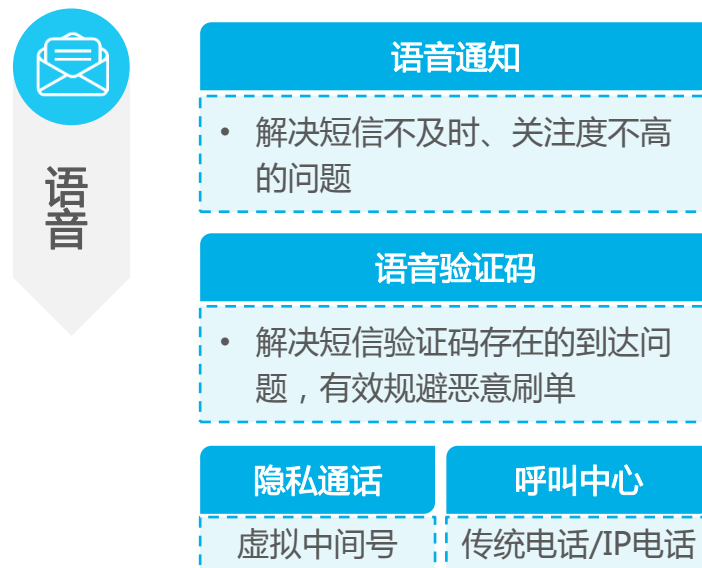 语音
语音通知
• 解决短信不及时、关注度不高
的问题
语音验证码
• 解决短信验证码存在的到达问
题，有效规避恶意刷单
隐私通话
虚拟中间号
呼叫中心
传统电话/IP电话